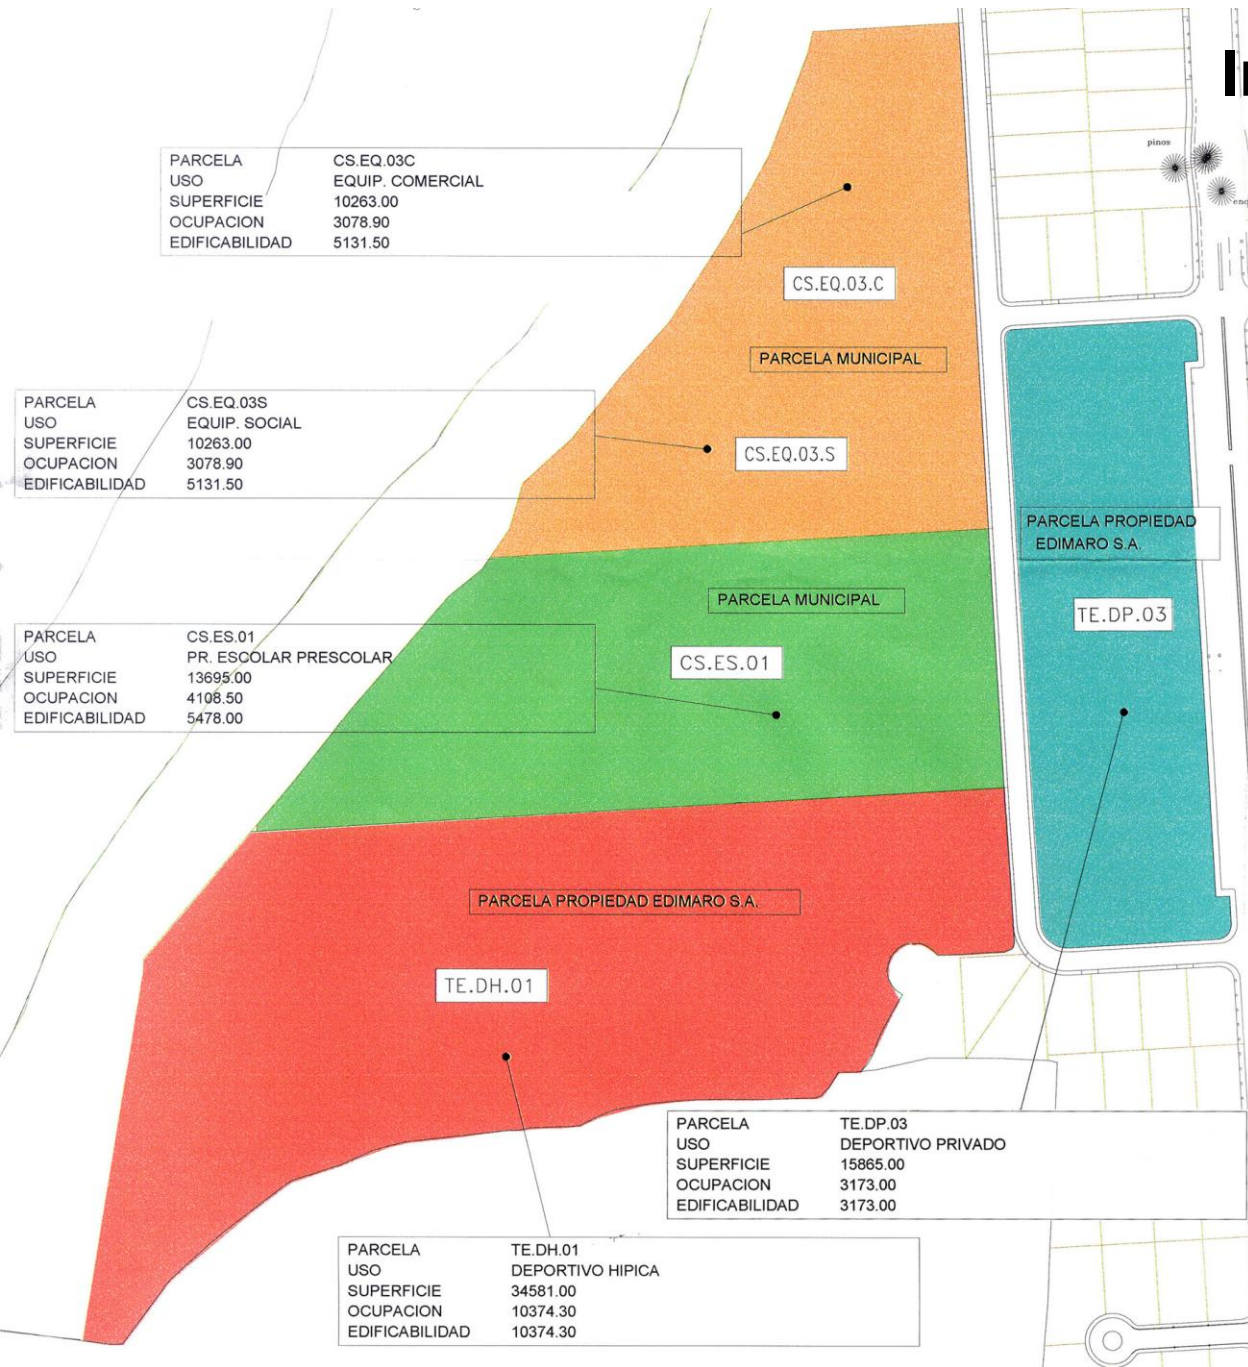 pinos
PARCELA CS.EQ.03C
USO EQUIP. COMERCIAL
SUPERFICIE 10263.00
OCUPACION 3078.90
EDIFICABILIDAD 5131.50
CS.EQ.03.C
PARCELA MUNICIPAL
PARCELA CS.EQ.03S
USO EQUIP. SOCIAL
SUPERFICIE 10263.00
OCUPACION 3078.90
EDIFICABILIDAD 5131.50
CS.EQ.03.S
PARCELA PROPIEDAD
EDIMARO S.A.
PARCELA MUNICIPAL
TE.DP.03
PARCELA CS.ES.01
USO PR. ESCOLAR PRESCOLAR
SUPERFICIE 13695.00
OCUPACION 4108.50
EDIFICABILIDAD 5478.00
CS.ES.01
PARCELA PROPIEDAD EDIMARO S.A.
TE.DH.01
PARCELA TE.DP.03
USO DEPORTIVO PRIVADO
SUPERFICIE 15865.00
OCUPACION 3173.00
EDIFICABILIDAD 3173.00
PARCELA TE.DH.01
USO DEPORTIVO HIPICA
SUPERFICIE 34581.00
OCUPACION 10374.30
EDIFICABILIDAD 10374.30